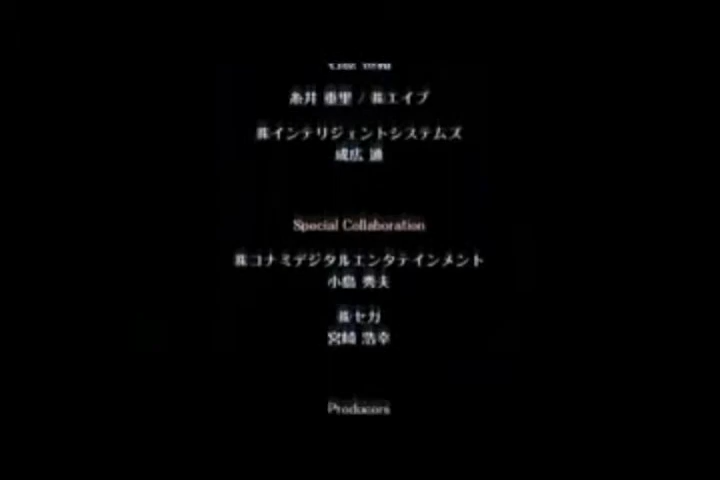 糸井 重里 / ㈱エイプ
㈱インテリジェントシステムズ
成広 通
Special Collaboration
㈱コナミデジタルエンタテインメント
小島 秀夫
㈱セガ
宮崎 浩幸
Producers